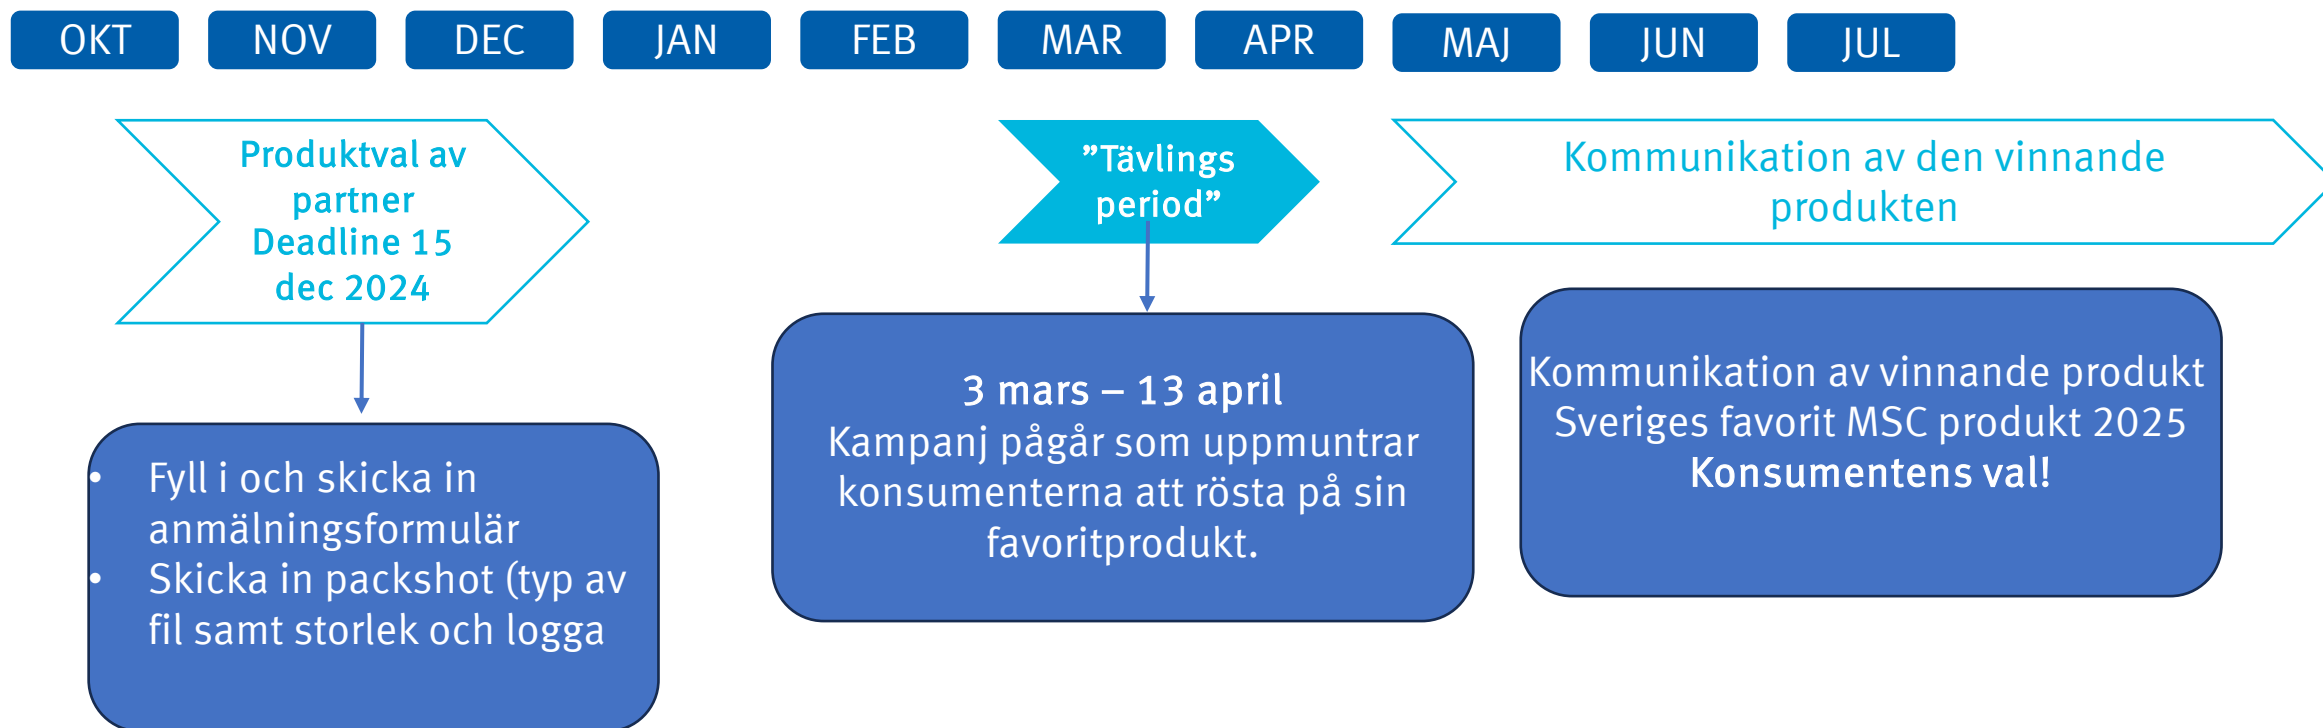 OKT NOV DEC JAN FEB MAR APR MAJ JUN JUL
Produktval av
partner
Deadline 15
dec 2024
”Tävlings
period”
Kommunikation av den vinnande
produkten
• Fyll i och skicka in
anmälningsformulär
• Skicka in packshot (typ av
fil samt storlek och logga
3 mars – 13 april
Kampanj pågår som uppmuntrar
konsumenterna att rösta på sin
favoritprodukt.
Kommunikation av vinnande produkt
Sveriges favorit MSC produkt 2025
Konsumentens val!